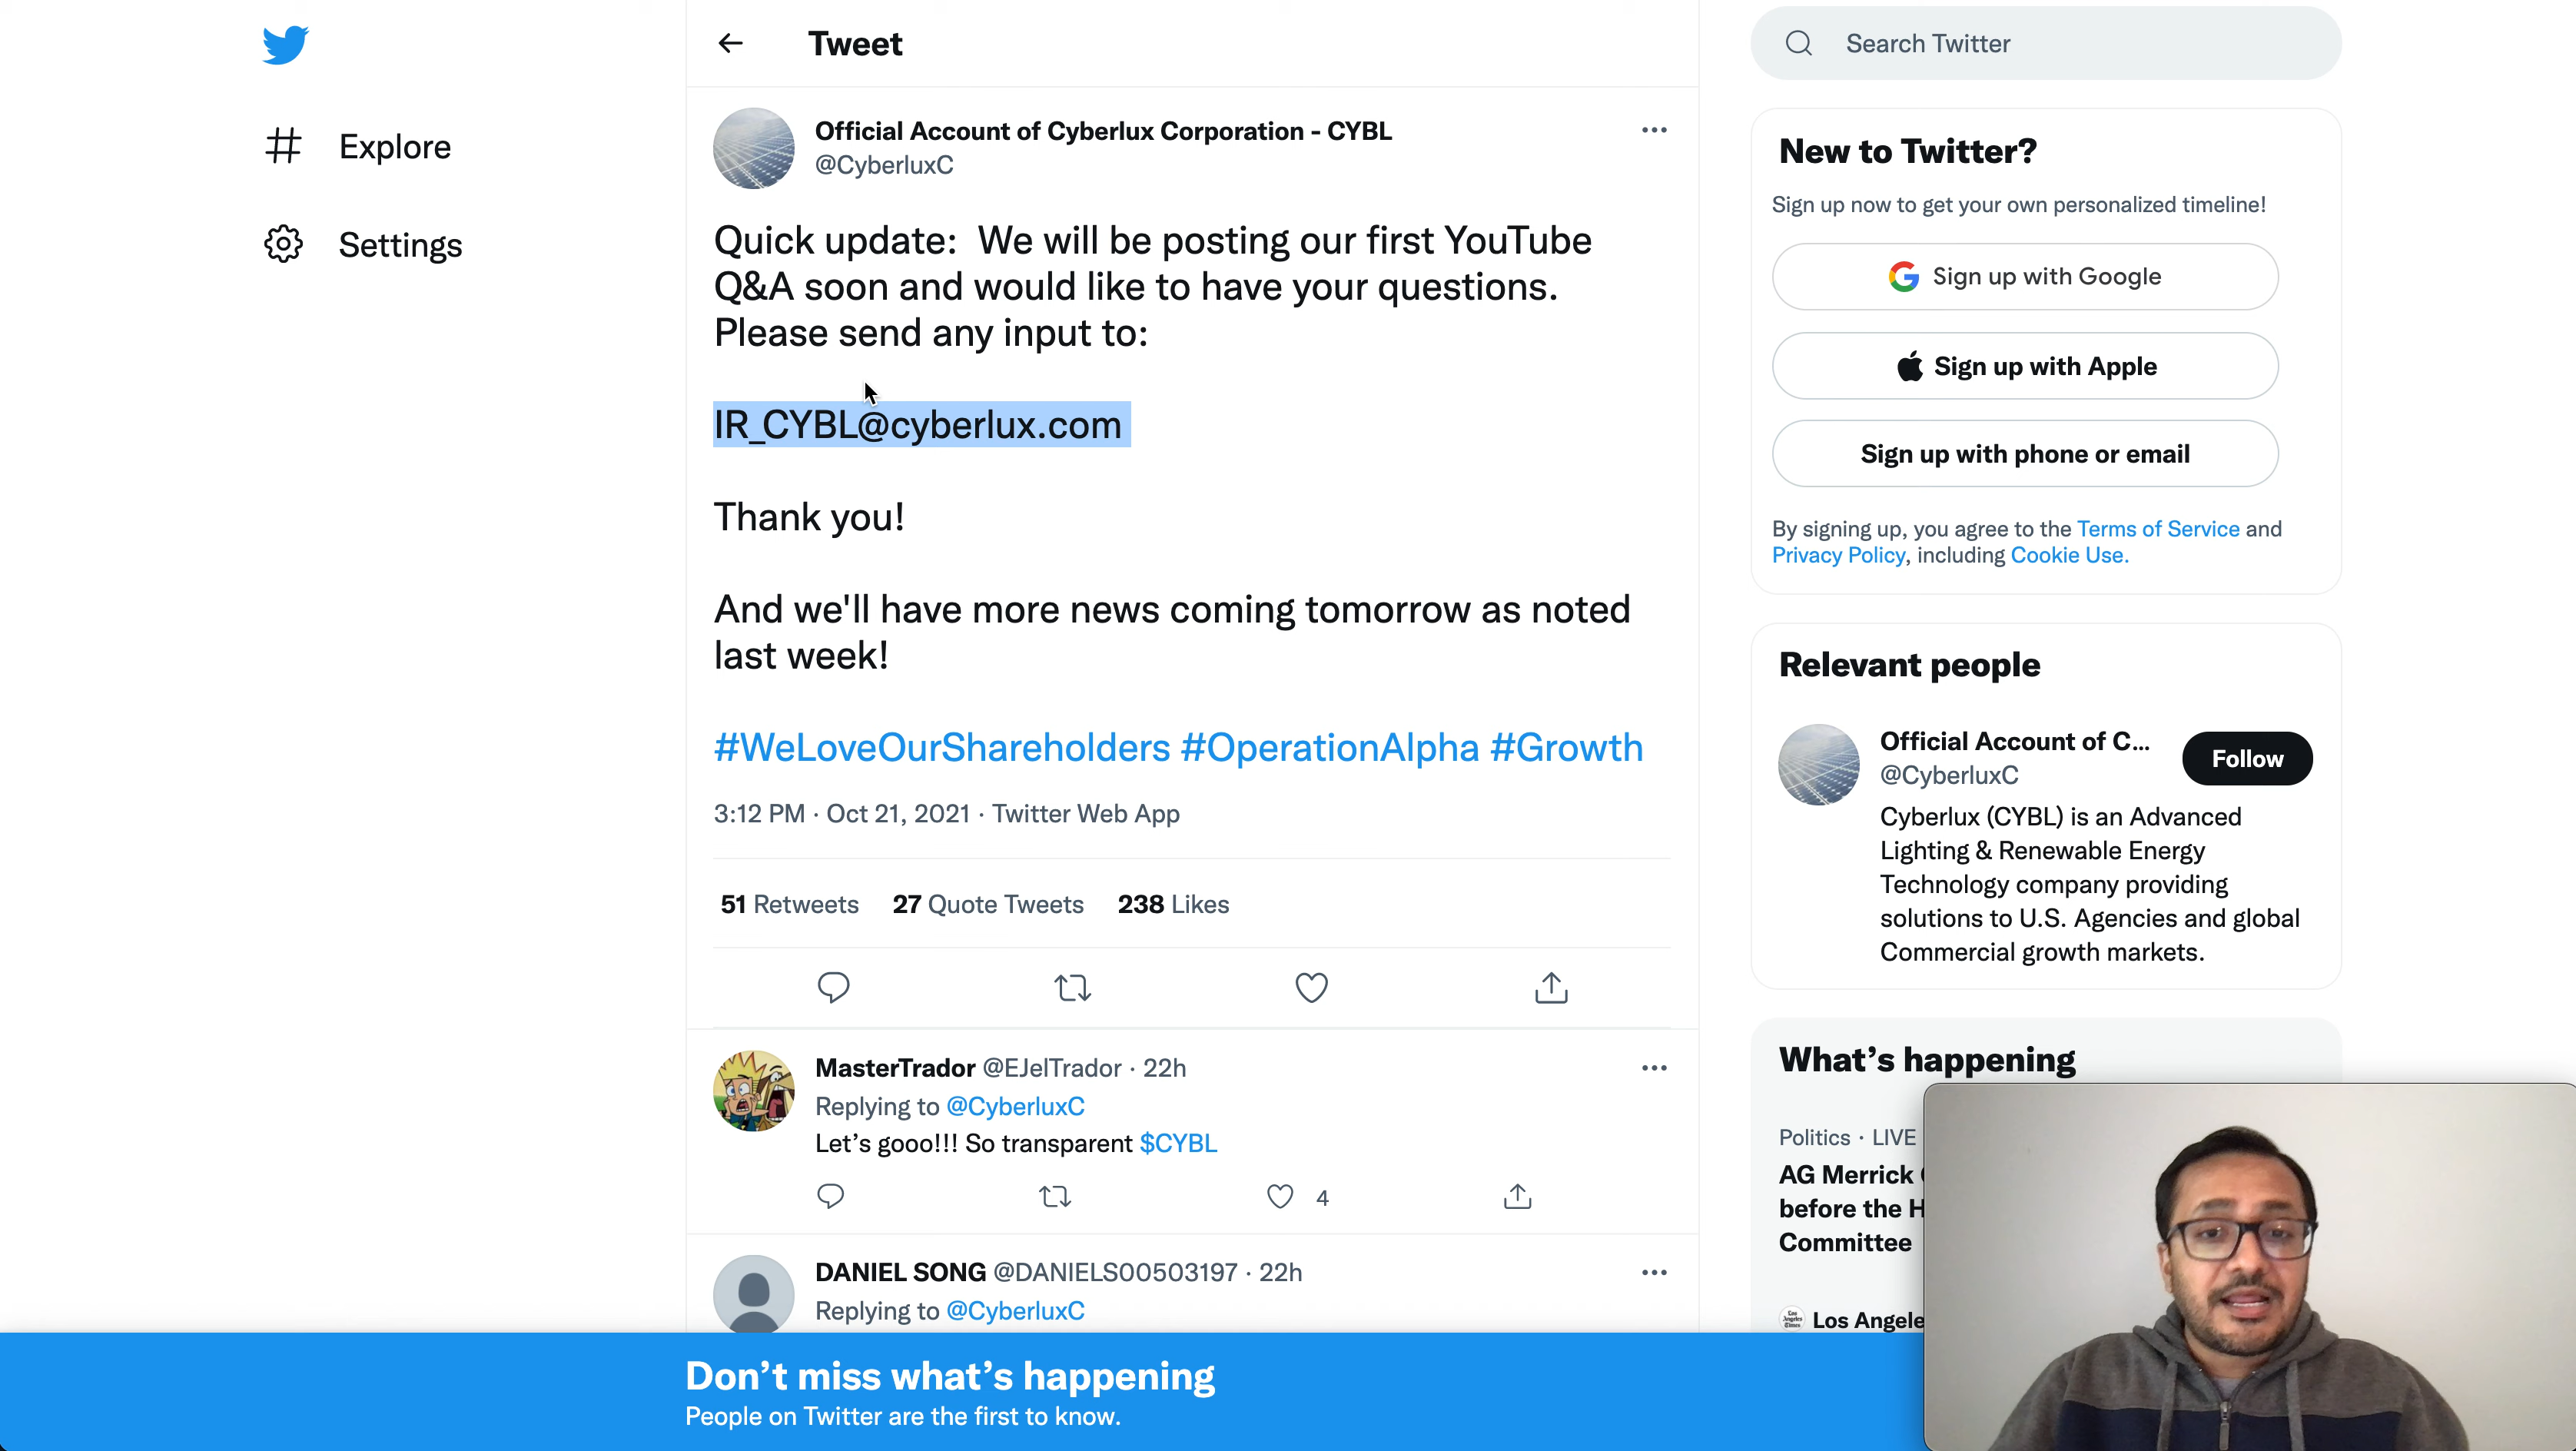 Tweet
Explore
Settings
Official Account of Cyberlux Corporation - CYBL
@CyberluxC
Quick update:  We will be posting our first YouTube
Q&A soon and would like to have your questions.
Please send any input to:
IR_CYBL@cyberlux.com
Thank you!
And we'll have more news coming tomorrow as noted
last week!
#WeLoveOurShareholders #OperationAlpha #Growth
3:12 PM · Oct 21, 2021 · Twitter Web App
51 Retweets 27 Quote Tweets 238 Likes
MasterTrador @EJelTrador · 22h
Replying to @CyberluxC
Let's gooo!!! So transparent $CYBL
4
DANIEL SONG @DANIELS00503197 · 22h
Replying to @CyberluxC
Search Twitter
New to Twitter?
Sign up now to get your own personalized timeline!
Sign up with Google
Sign up with Apple
Sign up with phone or email
By signing up, you agree to the Terms of Service and
Privacy Policy, including Cookie Use.
Relevant people
Official Account of C...
@CyberluxC
Follow
Cyberlux (CYBL) is an Advanced
Lighting & Renewable Energy
Technology company providing
solutions to U.S. Agencies and global
Commercial growth markets.
What's happening
Politics · LIVE
AG Merrick
before the H
Committee
Los Angele
Don't miss what's happening
People on Twitter are the first to know.